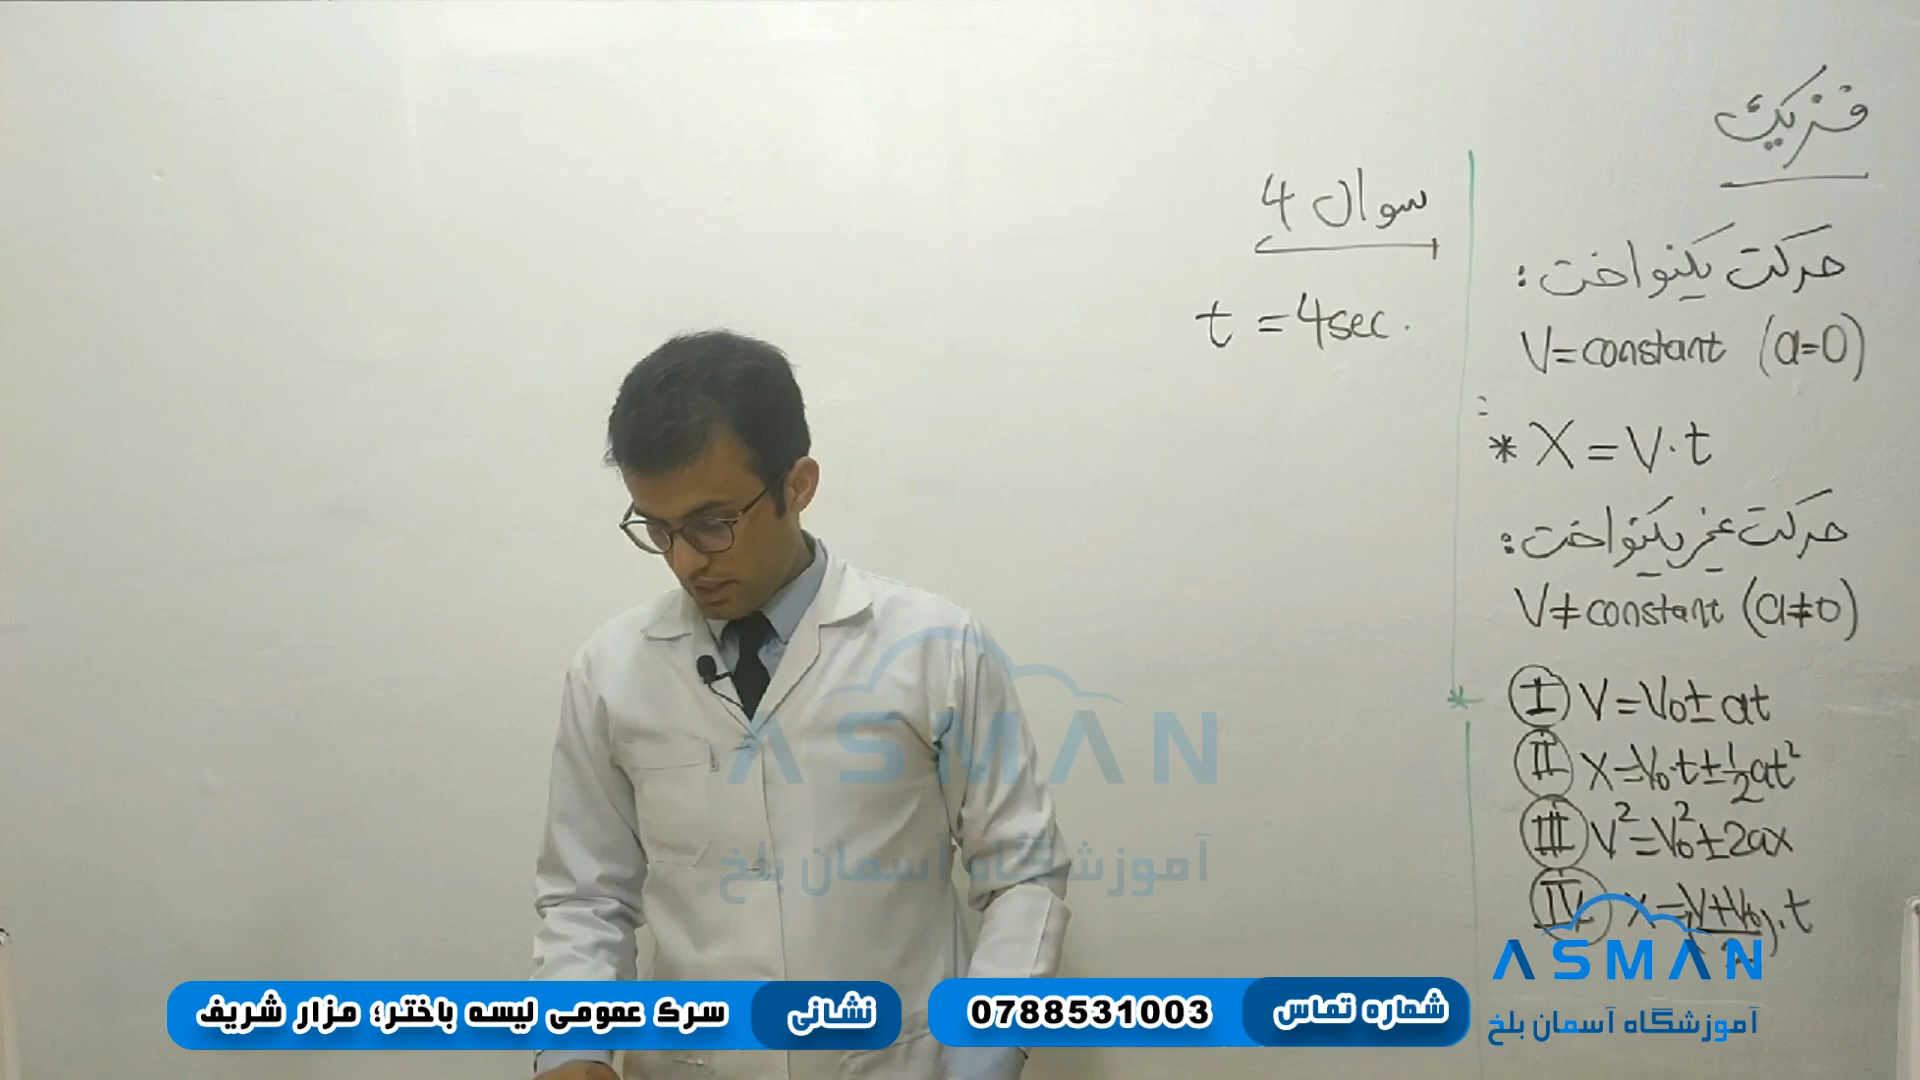 فزیک
حرکت یکنواخت:
V=constant (a=0)
* X=V·t
حرکت غیر یکنواخت:
V≠constant (a≠0)
I V=V₀±at
II X=V₀·t±½at²
III V²=V₀²±2ax
IV X=(V+V₀/2)·t
سوال 4
t=4sec.
ASMAN
آموزشگاه آسمان بلخ
ASMAN
آموزشگاه آسمان بلخ
شماره تماس 0788531003
نشانی سرک عمومی لیسه باختر؛ مزار شریف